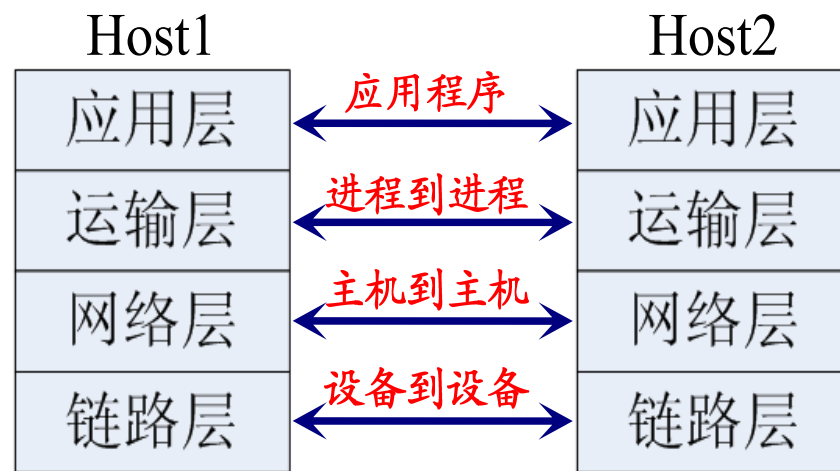 Host1
Host2
应用层
应用程序
应用层
运输层
进程到进程
运输层
网络层
主机到主机
网络层
链路层
设备到设备
链路层